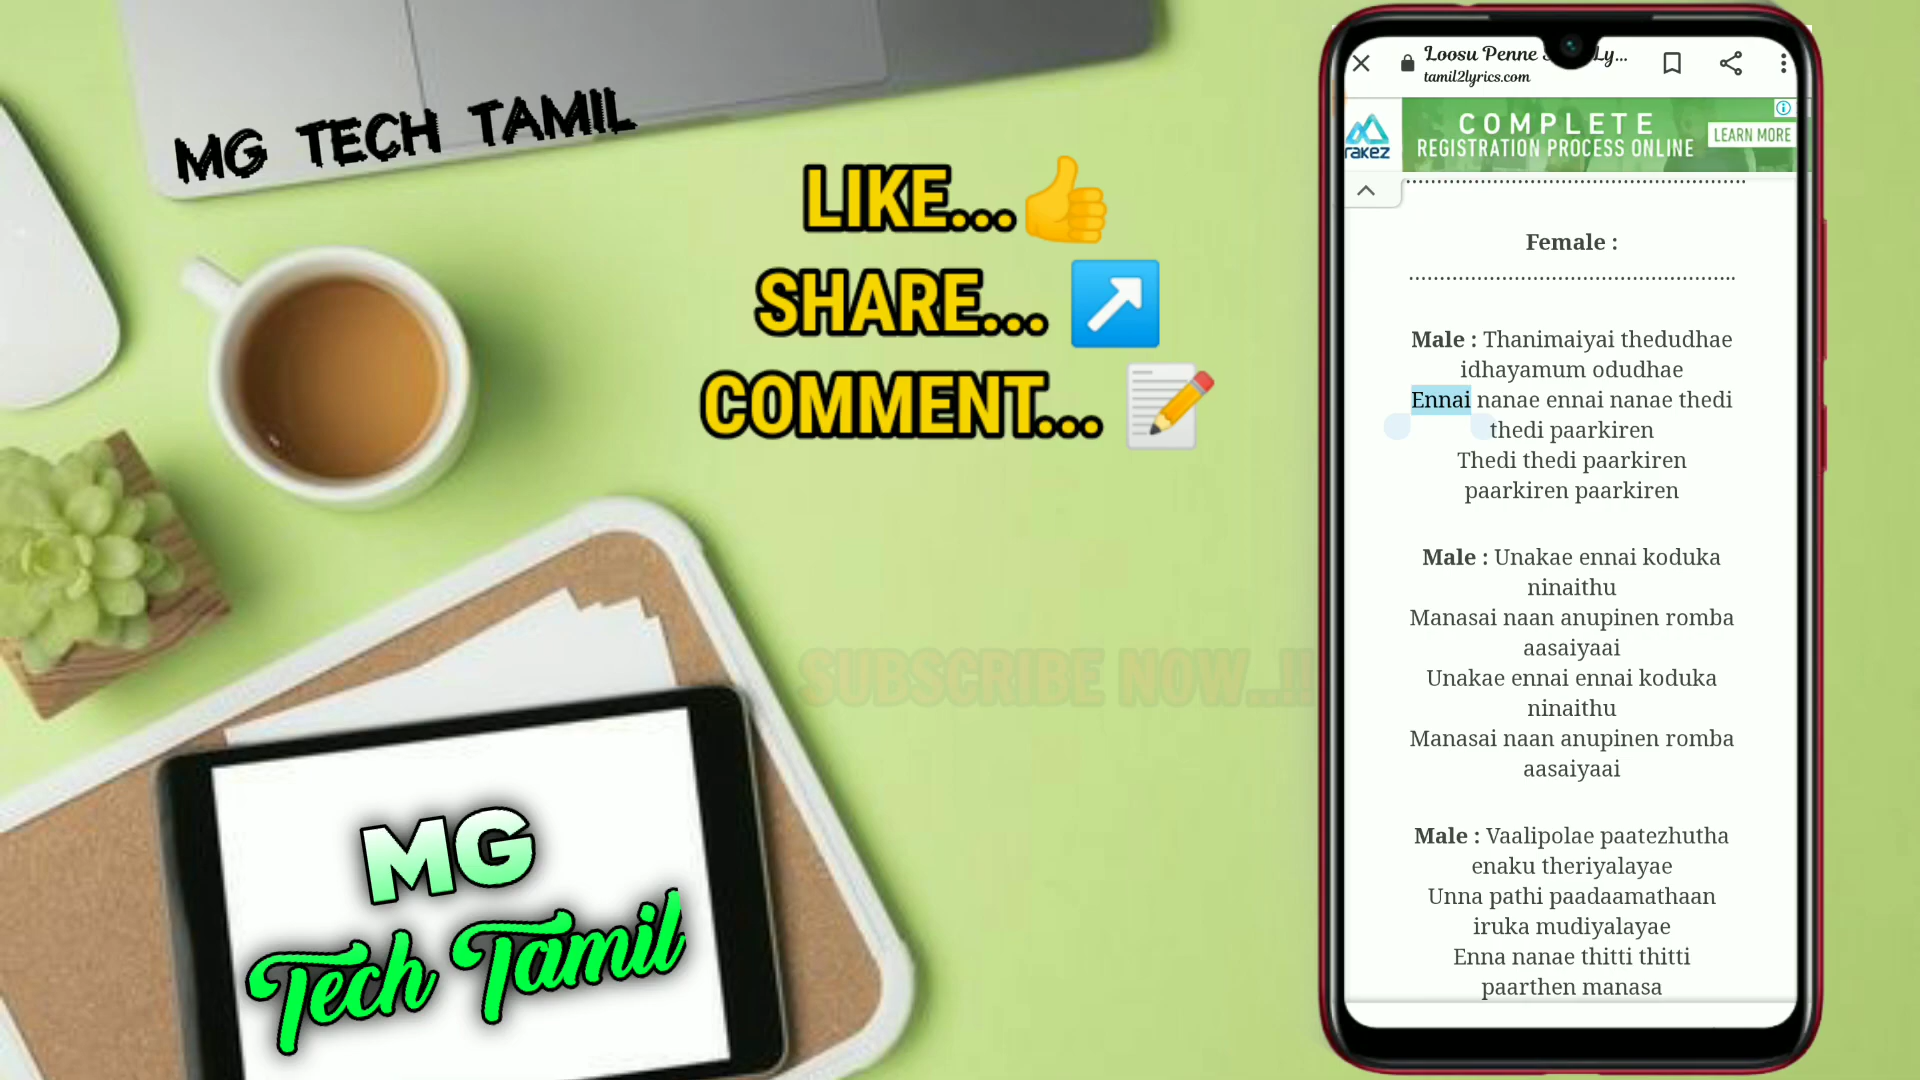 MG TECH TAMIL
LIKE...
SHARE...
COMMENT...
SUBSCRIBE NOW..!!
MG
Tech Tamil
Loosu Penne
Ly...
tamil2lyrics.com
rakez
COMPLETE
REGISTRATION PROCESS ONLINE
LEARN MORE
Female :
Male : Thanimaiyai thedudhae
idhayamum odudhae
Ennai nanae ennai nanae thedi
thedi paarkiren
Thedi thedi paarkiren
paarkiren paarkiren
Male : Unakae ennai koduka
ninaithu
Manasai naan anupinen romba
aasaiyaai
Unakae ennai ennai koduka
ninaithu
Manasai naan anupinen romba
aasaiyaai
Male : Vaalipolae paatezhutha
enaku theriyalayae
Unna pathi paadaamathaan
iruka mudiyalayae
Enna nanae thitti thitti
paarthen manasa